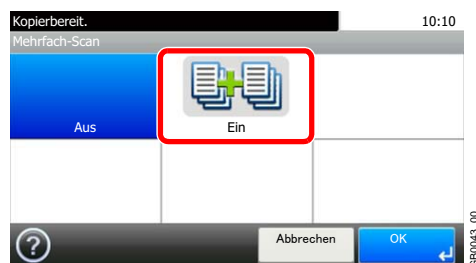 Kopierbereit. 10:10
Mehrfach-Scan
Aus Ein
?
Abbrechen OK